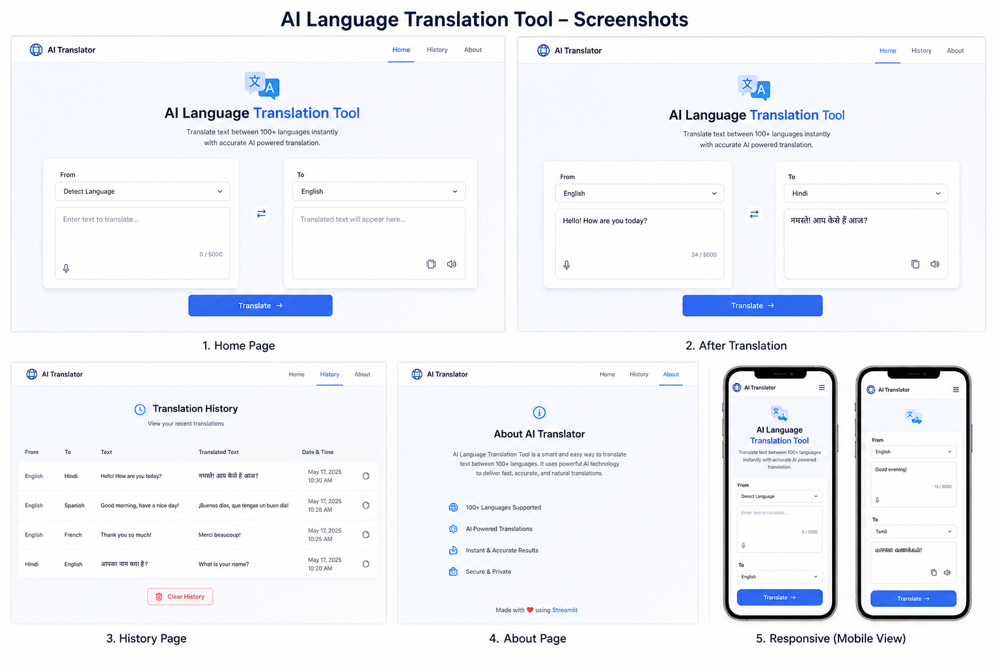 AI Language Translation Tool – Screenshots
AI Translator
Home History About
文 A
AI Language Translation Tool
Translate text between 100+ languages instantly
with accurate AI powered translation.
From
Detect Language
Enter text to translate...
0 / 5000
To
English
Translated text will appear here...
Translate →
1. Home Page
AI Translator
Home History About
文 A
AI Language Translation Tool
Translate text between 100+ languages instantly
with accurate AI powered translation.
From
English
Hello! How are you today?
24 / 5000
To
Hindi
नमस्ते! आप केसे हैं आज?
Translate →
2. After Translation
AI Translator
Home History About
Translation History
View your recent translations
From To Text Translated Text Date & Time
English Hindi Hello! How are you today? नमस्ते! आप केसे हैं आज? May 17, 2025
10:30 AM
English Spanish Good morning, have a nice day! ¡Buenos días, que tengas un buen día! May 17, 2025
10:28 AM
English French Thank you so much! Merci beaucoup! May 17, 2025
10:25 AM
Hindi English आपका नाम क्या है? What is your name? May 17, 2025
10:20 AM
Clear History
3. History Page
AI Translator
Home History About
About AI Translator
AI Language Translation Tool is a smart and easy way to translate
text between 100+ languages. It uses powerful AI technology
to deliver fast, accurate, and natural translations.
100+ Languages Supported
AI Powered Translations
Instant & Accurate Results
Secure & Private
Made with ❤ using Streamlit
4. About Page
AI Translator
文
AI Language
Translation Tool
Translate text between 100+ languages
instantly with accurate AI powered
translation.
From
Detect Language
Enter text to translate...
0 / 5000
To
English
Translate →
AI Translator
文
From
English
Good evening!
13 / 5000
To
Tamil
வணக்கம்!
Translate →
5. Responsive (Mobile View)